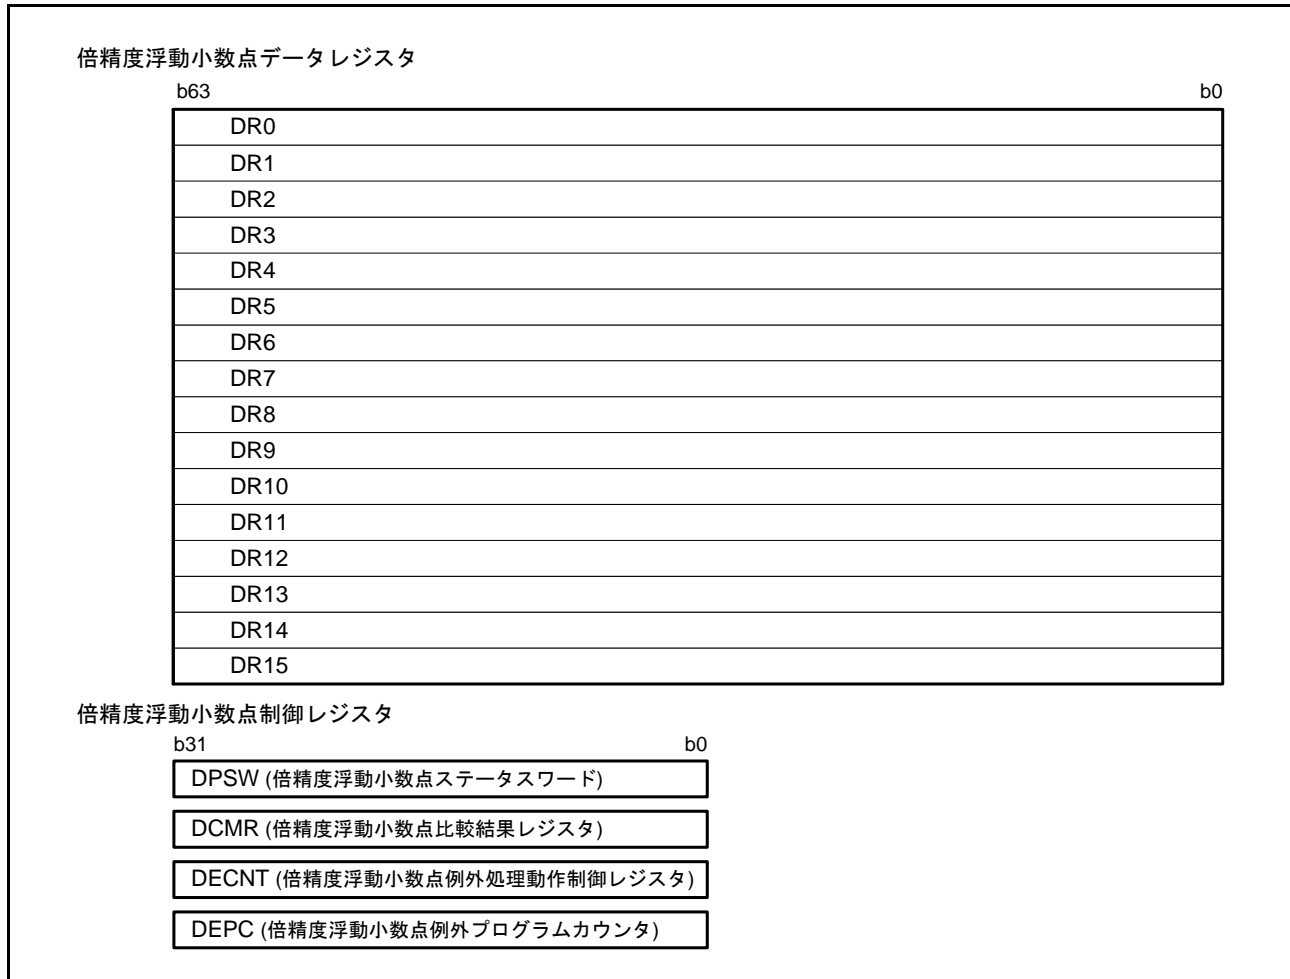 倍精度浮動小数点データレジスタ
b63 b0
DR0
DR1
DR2
DR3
DR4
DR5
DR6
DR7
DR8
DR9
DR10
DR11
DR12
DR13
DR14
DR15
倍精度浮動小数点制御レジスタ
b31 b0
DPSW (倍精度浮動小数点ステータスワード)
DCMR (倍精度浮動小数点比較結果レジスタ)
DECNT (倍精度浮動小数点例外処理動作制御レジスタ)
DEPC (倍精度浮動小数点例外プログラムカウンタ)